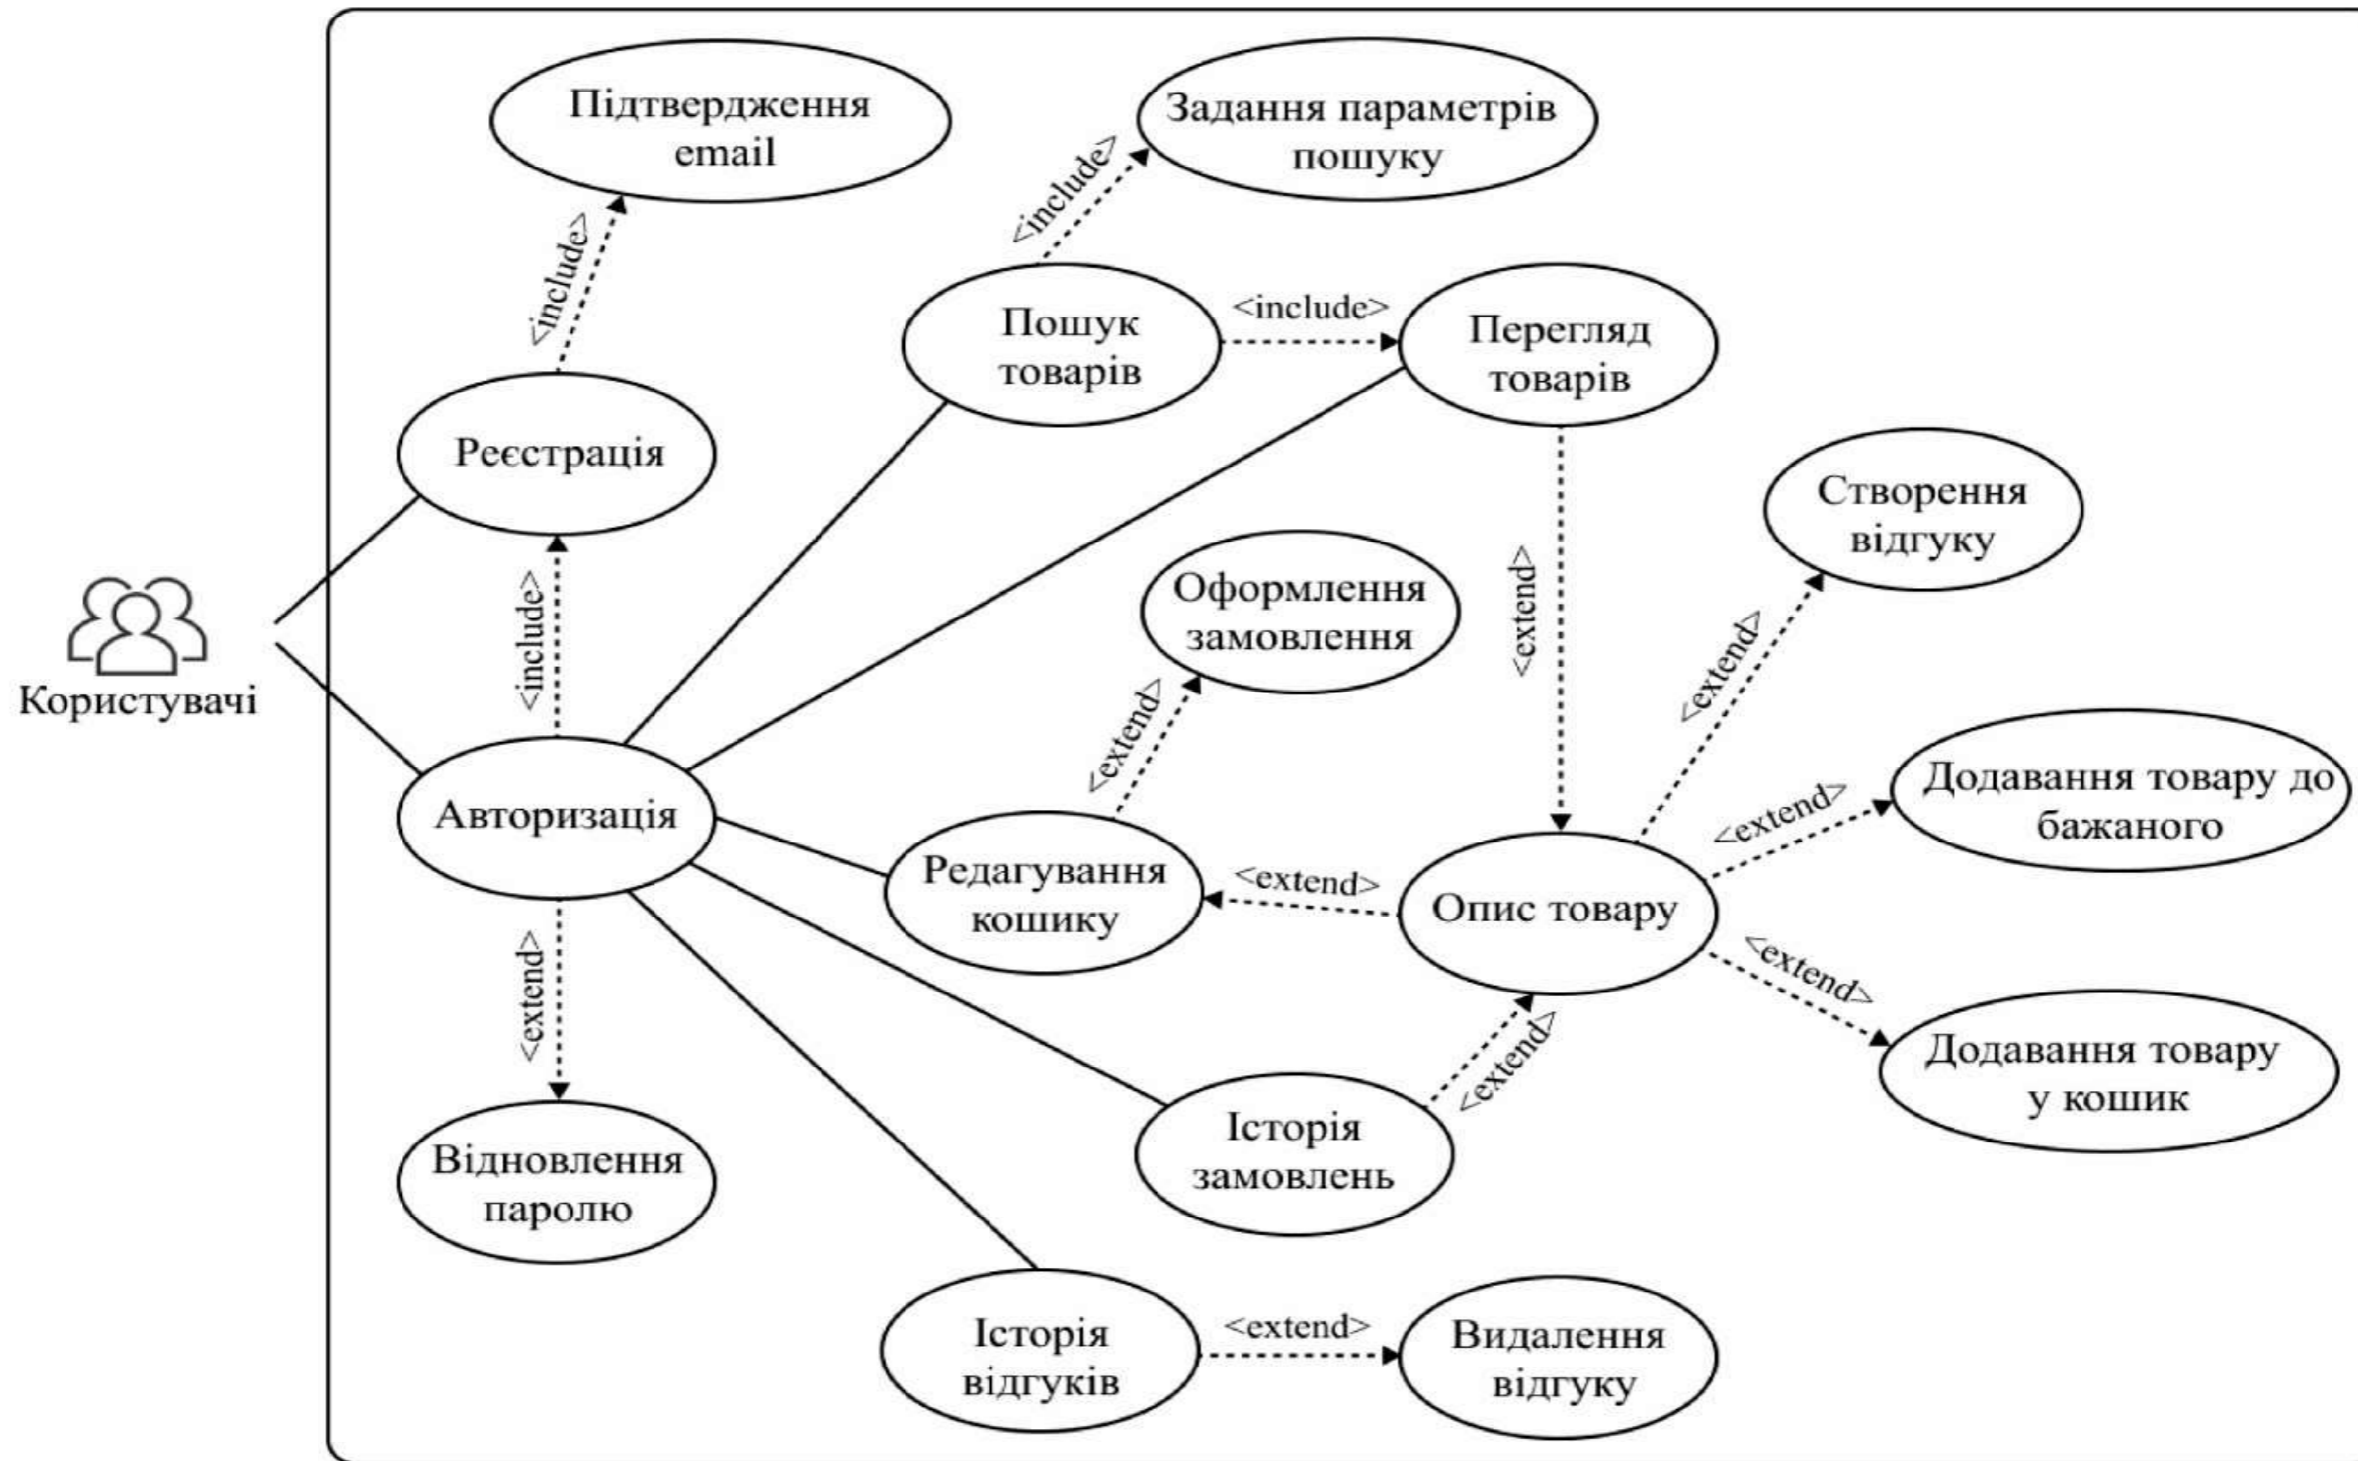 Підтвердження
email
Задання параметрів
пошуку
<include>
<include>
Пошук
товарів
<include>
Перегляд
товарів
Реєстрація
Створення
відгуку
<include>
<extend>
Оформлення
замовлення
<extend>
Користувачі
<extend>
Авторизація
Редагування
кошику
<extend>
Опис товару
<extend>
Додавання товару до
бажаного
<extend>
<extend>
Додавання товару
у кошик
<extend>
Відновлення
паролю
Історія
замовлень
Історія
відгуків
<extend>
Видалення
відгуку